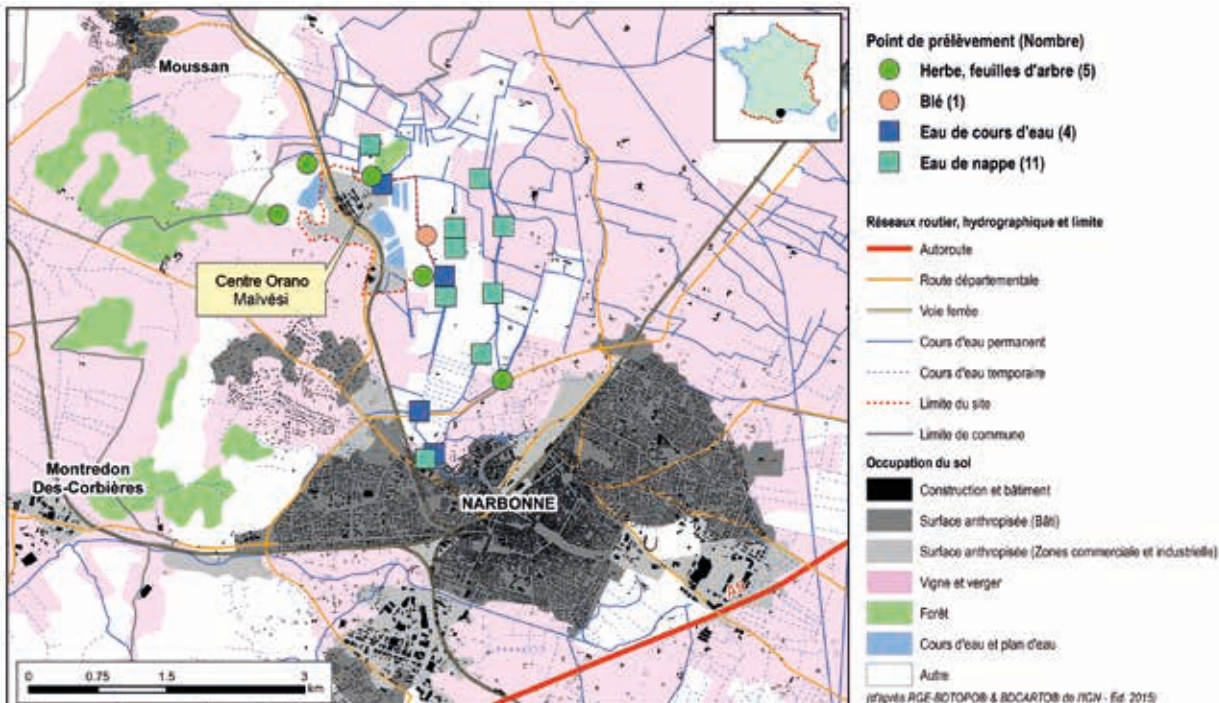 Moussan
Centre Orano
Malvési
Montredon
Des-Corbières
NARBONNE
A9
0 0.75 1.5 3
km
Point de prélèvement (Nombre)
Herbe, feuilles d'arbre (5)
Blé (1)
Eau de cours d'eau (4)
Eau de nappe (11)
Réseaux routier, hydrographique et limite
Autoroute
Route départementale
Voie ferrée
Cours d'eau permanent
Cours d'eau temporaire
Limite du site
Limite de commune
Occupation du sol
Construction et bâtiment
Surface anthropisée (Bâti)
Surface anthropisée (Zones commerciale et industrielle)
Vigne et verger
Forêt
Cours d'eau et plan d'eau
Autre
(d'après RGE-BDTOPO® & BDCARTO® de l'IGN - Ed. 2015)